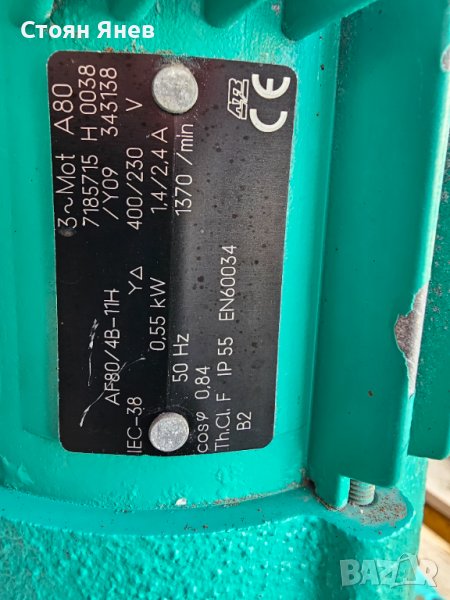 Стоян Янев
3~Mot A80
7185715 H 0038
/Y09 343138
AF80/4B-11H
IEC-38 Y△ 400/230 V
0,55 kW 1.4/2.4 A
50 Hz 1370 /min
cosφ 0,84
Th.Cl. F IP 55 EN60034
B2
CE
BAZAR